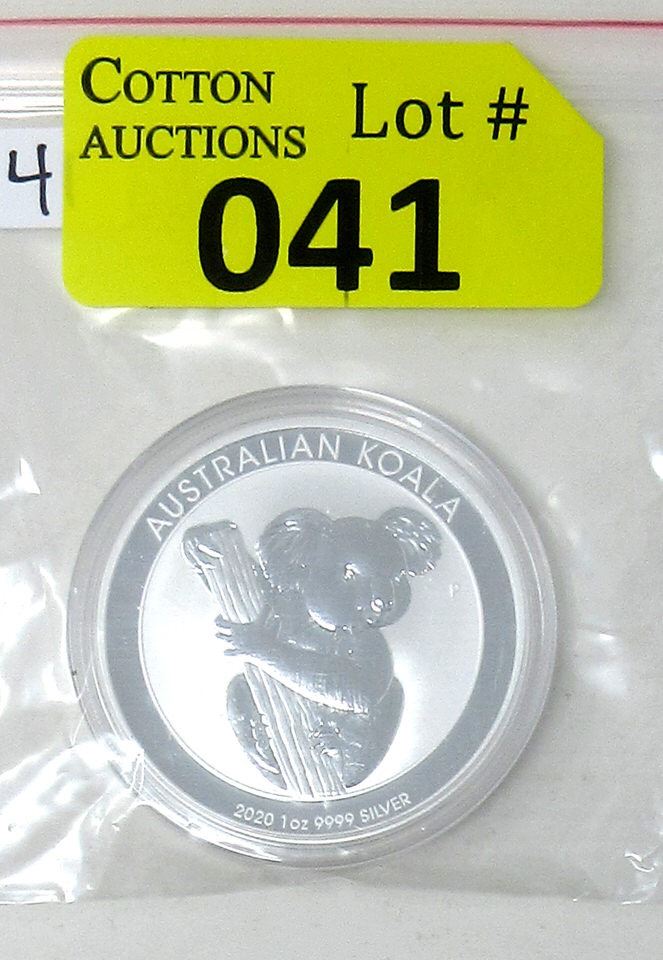 COTTON
AUCTIONS
Lot #
041
4
AUSTRALIAN KOALA
P
2020 1oz 9999 SILVER